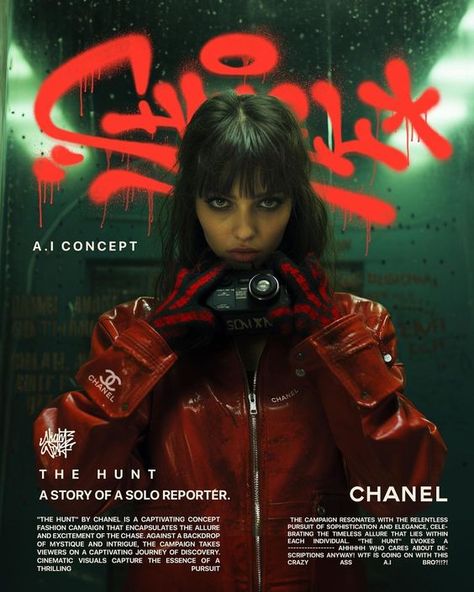 A.I CONCEPT
CHANEL
CHANEL
THE HUNT
A STORY OF A SOLO REPORTÉR.
CHANEL
"THE HUNT" BY CHANEL IS A CAPTIVATING CONCEPT
FASHION CAMPAIGN THAT ENCAPSULATES THE ALLURE
AND EXCITEMENT OF THE CHASE. AGAINST A BACKDROP
OF MYSTIQUE AND INTRIGUE, THE CAMPAIGN TAKES
VIEWERS ON A CAPTIVATING JOURNEY OF DISCOVERY.
CINEMATIC VISUALS CAPTURE THE ESSENCE OF A
THRILLING PURSUIT
THE CAMPAIGN RESONATES WITH THE RELENTLESS
PURSUIT OF SOPHISTICATION AND ELEGANCE, CELE-
BRATING THE TIMELESS ALLURE THAT LIES WITHIN
EACH INDIVIDUAL. "THE HUNT" EVOKES A
---------------- AHHHHH WHO CARES ABOUT DE-
SCRIPTIONS ANYWAY! WTF IS GOING ON WITH THIS
CRAZY ASS A.I BRO?!?!